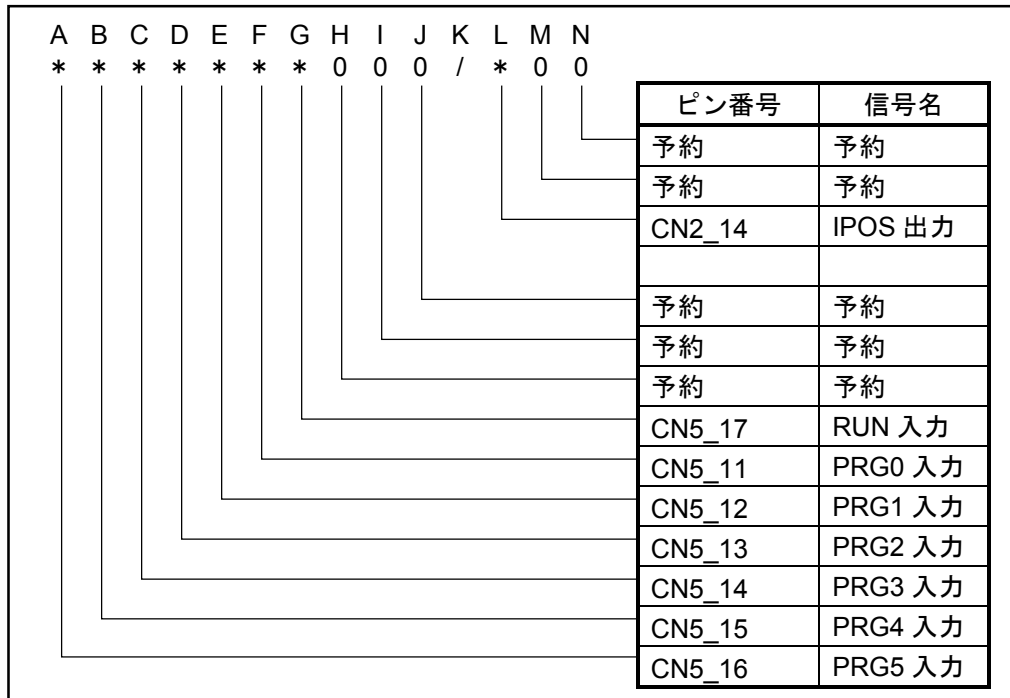 A B C D E F G H I J K L M N
* * * * * * * 0 0 0 / * 0 0
ピン番号 信号名
予約 予約
予約 予約
CN2_14 IPOS 出力
予約 予約
予約 予約
予約 予約
CN5_17 RUN 入力
CN5_11 PRG0 入力
CN5_12 PRG1 入力
CN5_13 PRG2 入力
CN5_14 PRG3 入力
CN5_15 PRG4 入力
CN5_16 PRG5 入力